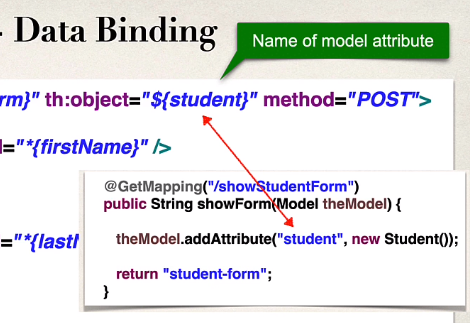 - Data Binding
Name of model attribute
rm}" th:object="${student}" method="POST">
d="*{firstName}" />
="*{lastN
@GetMapping("/showStudentForm")
public String showForm(Model theModel) {
theModel.addAttribute("student", new Student());
return "student-form";
}